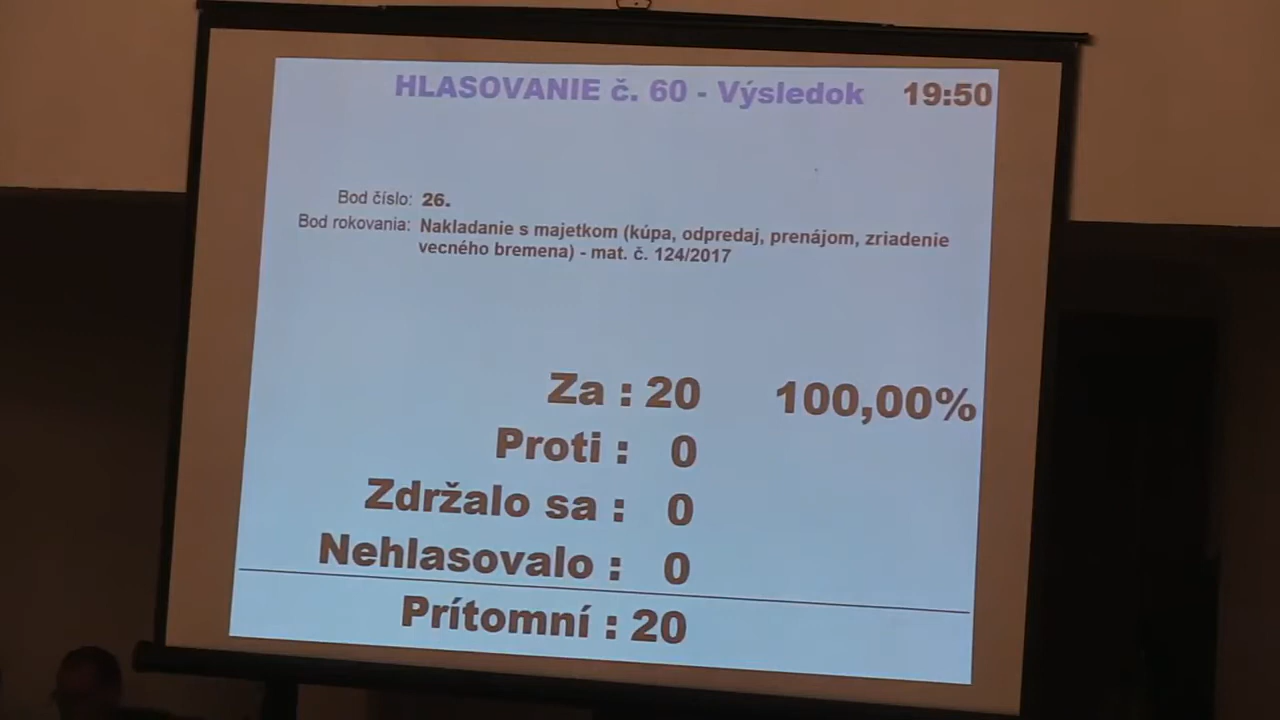 HLASOVANIE č. 60 - Výsledok 19:50
Bod číslo: 26.
Bod rokovania: Nakladanie s majetkom (kúpa, odpredaj, prenájom, zriadenie
vecného bremena) - mat. č. 124/2017
Za : 20 100,00%
Proti : 0
Zdržalo sa : 0
Nehlasovalo : 0
Prítomní : 20